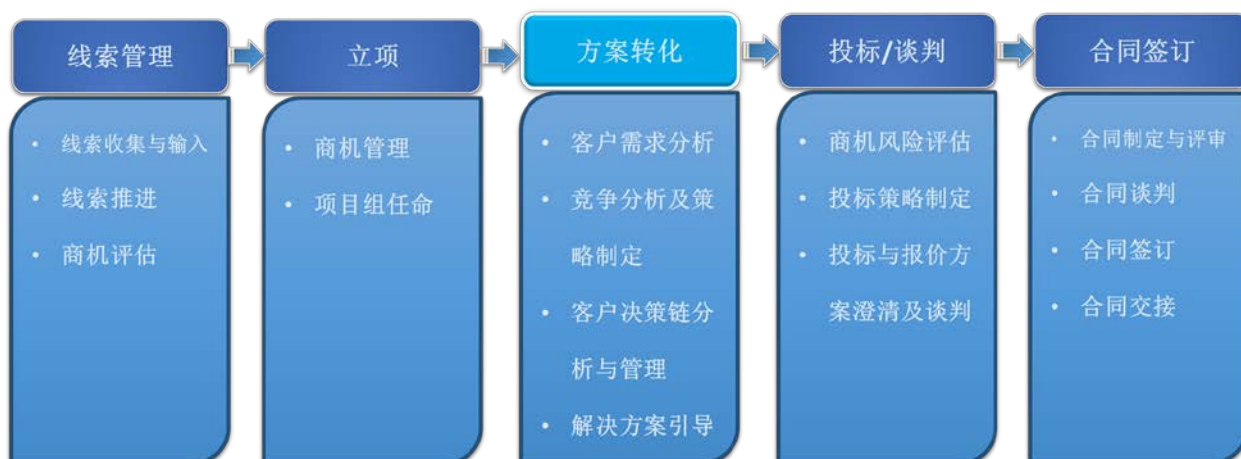 线索管理
立项
方案转化
投标/谈判
合同签订
• 线索收集与输入
• 线索推进
• 商机评估
• 商机管理
• 项目组任命
• 客户需求分析
• 竞争分析及策
略制定
• 客户决策链分
析与管理
• 解决方案引导
• 商机风险评估
• 投标策略制定
• 投标与报价方
案澄清及谈判
• 合同制定与评审
• 合同谈判
• 合同签订
• 合同交接